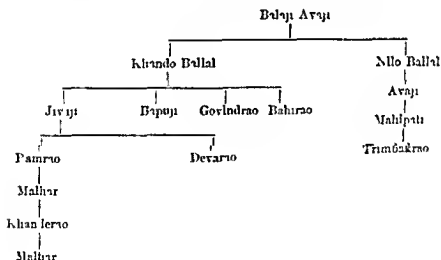 Balaji Avaji
Khando Ballal Nilo Ballal
Jivaji Bapuji Govindrao Bahirao Avaji
Mahipati
Ramrao Devarao Trimbakrao
Malhar
Khanderao
Malhar